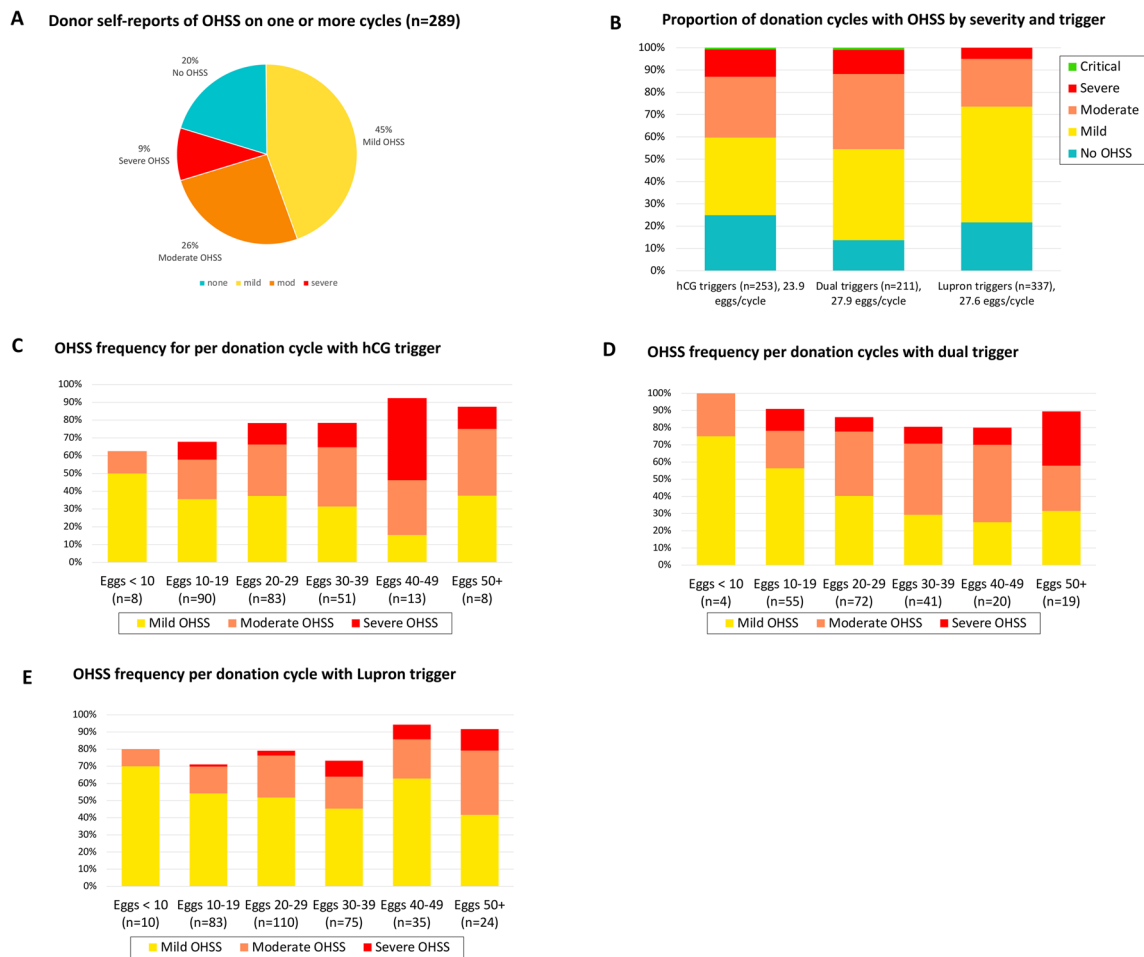 A
Donor self-reports of OHSS on one or more cycles (n=289)
20%
No OHSS
45%
Mild OHSS
9%
Severe OHSS
26%
Moderate OHSS
none mild mod severe
B
Proportion of donation cycles with OHSS by severity and trigger
100%
90%
80%
70%
60%
50%
40%
30%
20%
10%
0%
hCG triggers (n=253), 23.9
eggs/cycle
Dual triggers (n=211),
27.9 eggs/cycle
Lupron triggers (n=337),
27.6 eggs/cycle
Critical
Severe
Moderate
Mild
No OHSS
C
OHSS frequency for per donation cycle with hCG trigger
100%
90%
80%
70%
60%
50%
40%
30%
20%
10%
0%
Eggs < 10 Eggs 10-19 Eggs 20-29 Eggs 30-39 Eggs 40-49 Eggs 50+
(n=8) (n=90) (n=83) (n=51) (n=13) (n=8)
Mild OHSS Moderate OHSS Severe OHSS
D
OHSS frequency per donation cycles with dual trigger
100%
90%
80%
70%
60%
50%
40%
30%
20%
10%
0%
Eggs < 10 Eggs 10-19 Eggs 20-29 Eggs 30-39 Eggs 40-49 Eggs 50+
(n=4) (n=55) (n=72) (n=41) (n=20) (n=19)
Mild OHSS Moderate OHSS Severe OHSS
E
OHSS frequency per donation cycle with Lupron trigger
100%
90%
80%
70%
60%
50%
40%
30%
20%
10%
0%
Eggs < 10 Eggs 10-19 Eggs 20-29 Eggs 30-39 Eggs 40-49 Eggs 50+
(n=10) (n=83) (n=110) (n=75) (n=35) (n=24)
Mild OHSS Moderate OHSS Severe OHSS